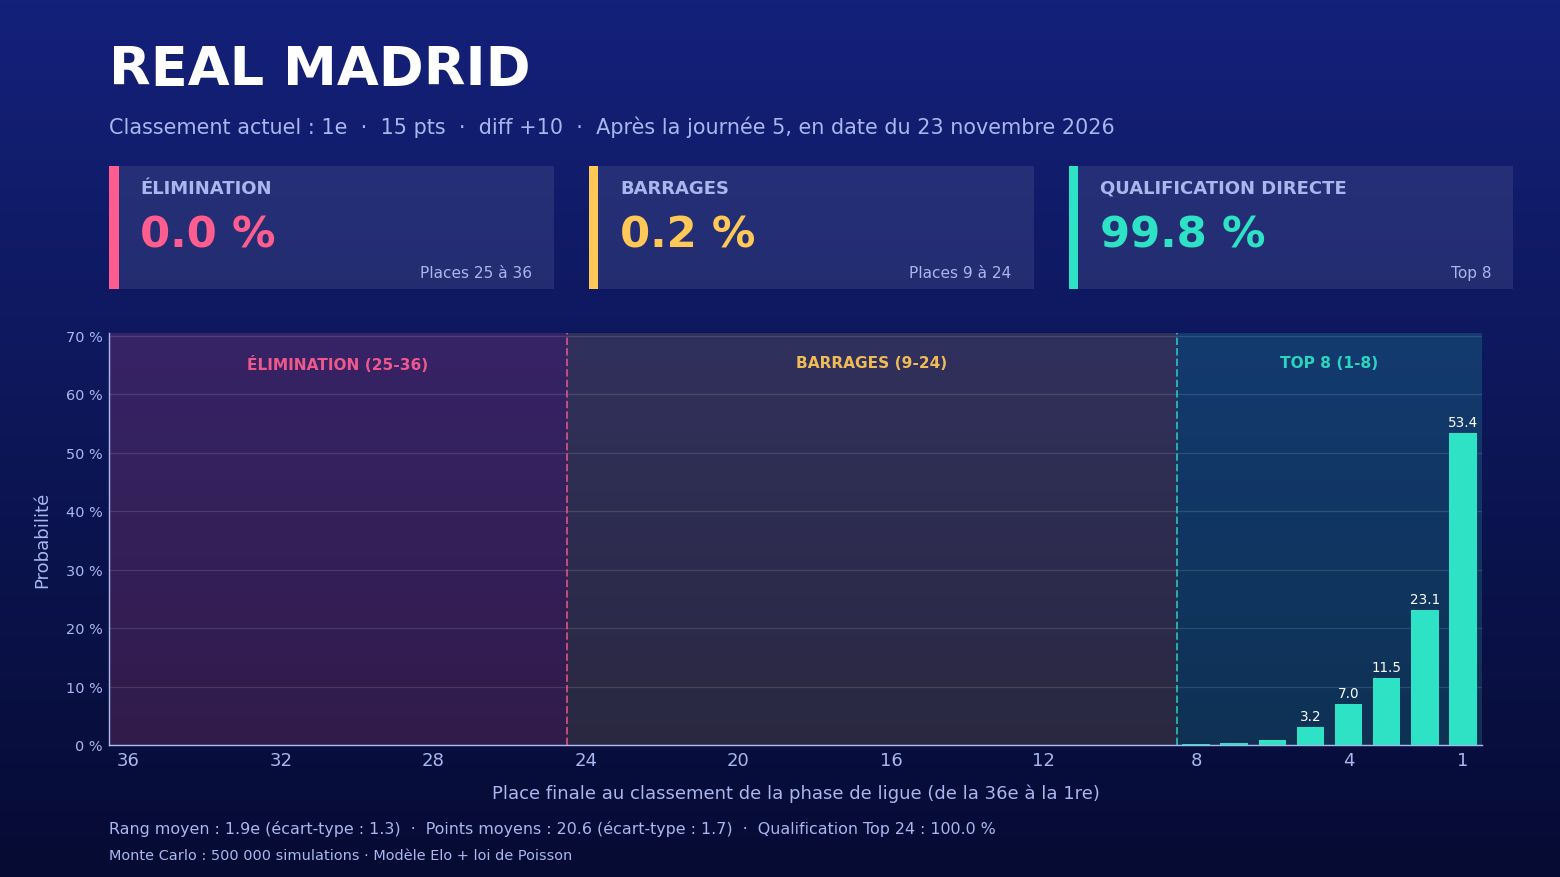 REAL MADRID
Classement actuel : 1e · 15 pts · diff +10 · Après la journée 5, en date du 23 novembre 2026
ÉLIMINATION
0.0 %
Places 25 à 36
BARRAGES
0.2 %
Places 9 à 24
QUALIFICATION DIRECTE
99.8 %
Top 8
70 %
60 %
50 %
40 %
30 %
20 %
10 %
0 %
Probabilité
ÉLIMINATION (25-36)
BARRAGES (9-24)
TOP 8 (1-8)
3.2
7.0
11.5
23.1
53.4
36 32 28 24 20 16 12 8 4 1
Place finale au classement de la phase de ligue (de la 36e à la 1re)
Rang moyen : 1.9e (écart-type : 1.3) · Points moyens : 20.6 (écart-type : 1.7) · Qualification Top 24 : 100.0 %
Monte Carlo : 500 000 simulations · Modèle Elo + loi de Poisson